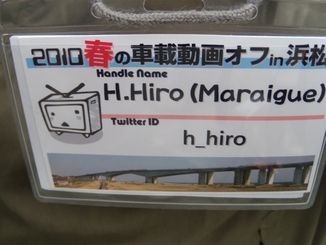 2010春の車載動画オフin浜松
Handle Name
H.Hiro (Maraigue)
Twitter ID
h_hiro